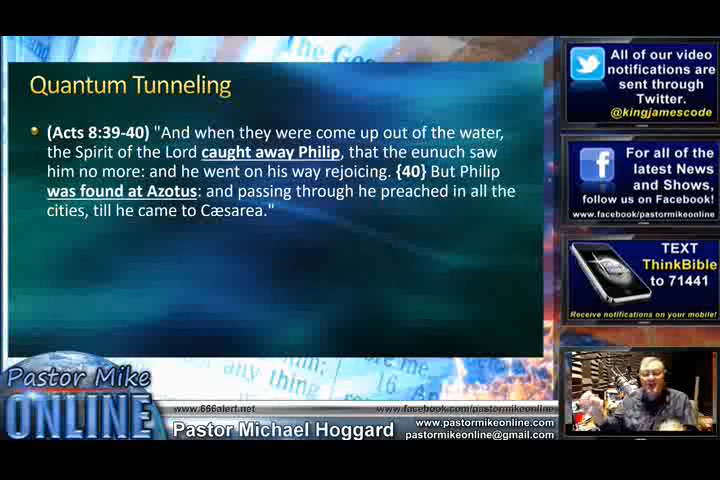 Quantum Tunneling
(Acts 8:39-40) "And when they were come up out of the water,
the Spirit of the Lord caught away Philip, that the eunuch saw
him no more: and he went on his way rejoicing. {40} But Philip
was found at Azotus: and passing through he preached in all the
cities, till he came to Cæsarea."
All of our video
notifications are
sent through
Twitter.
@kingjamescode
For all of the
latest News
and Shows,
follow us on Facebook!
www.facebook/pastormikeonline
TEXT
ThinkBible
to 71441
Receive notifications on your mobile!
any thing
16
Pastor Mike
ONLINE
www.666alert.net
www.facebook.com/pastormikeonline
Pastor Michael Hoggard
www.pastormikeonline.com
pastormikeonline@gmail.com